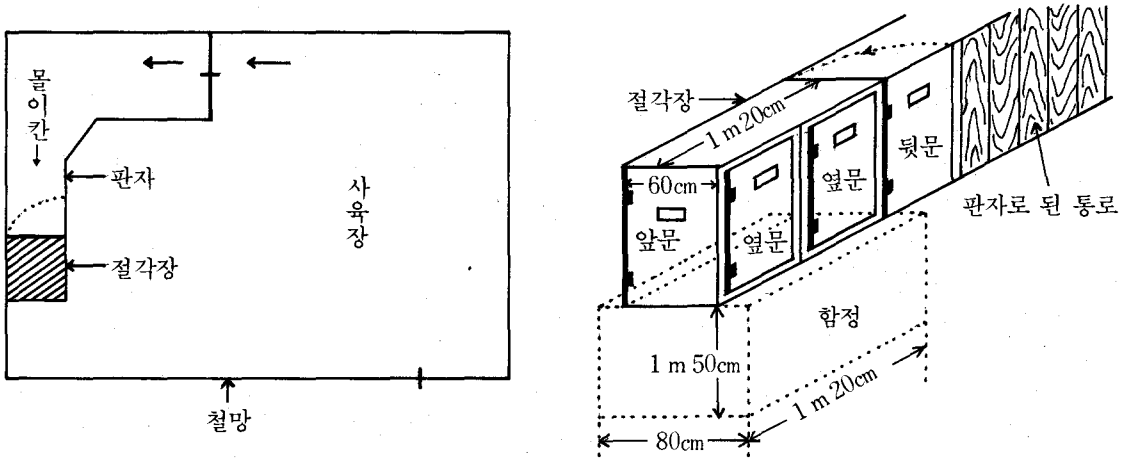 몰이칸
판자
사육장
절각장
철망
절각장
1m 20cm
60cm
앞문
옆문
옆문
뒷문
판자로 된 통로
함정
1m 50cm
1m 20cm
80cm